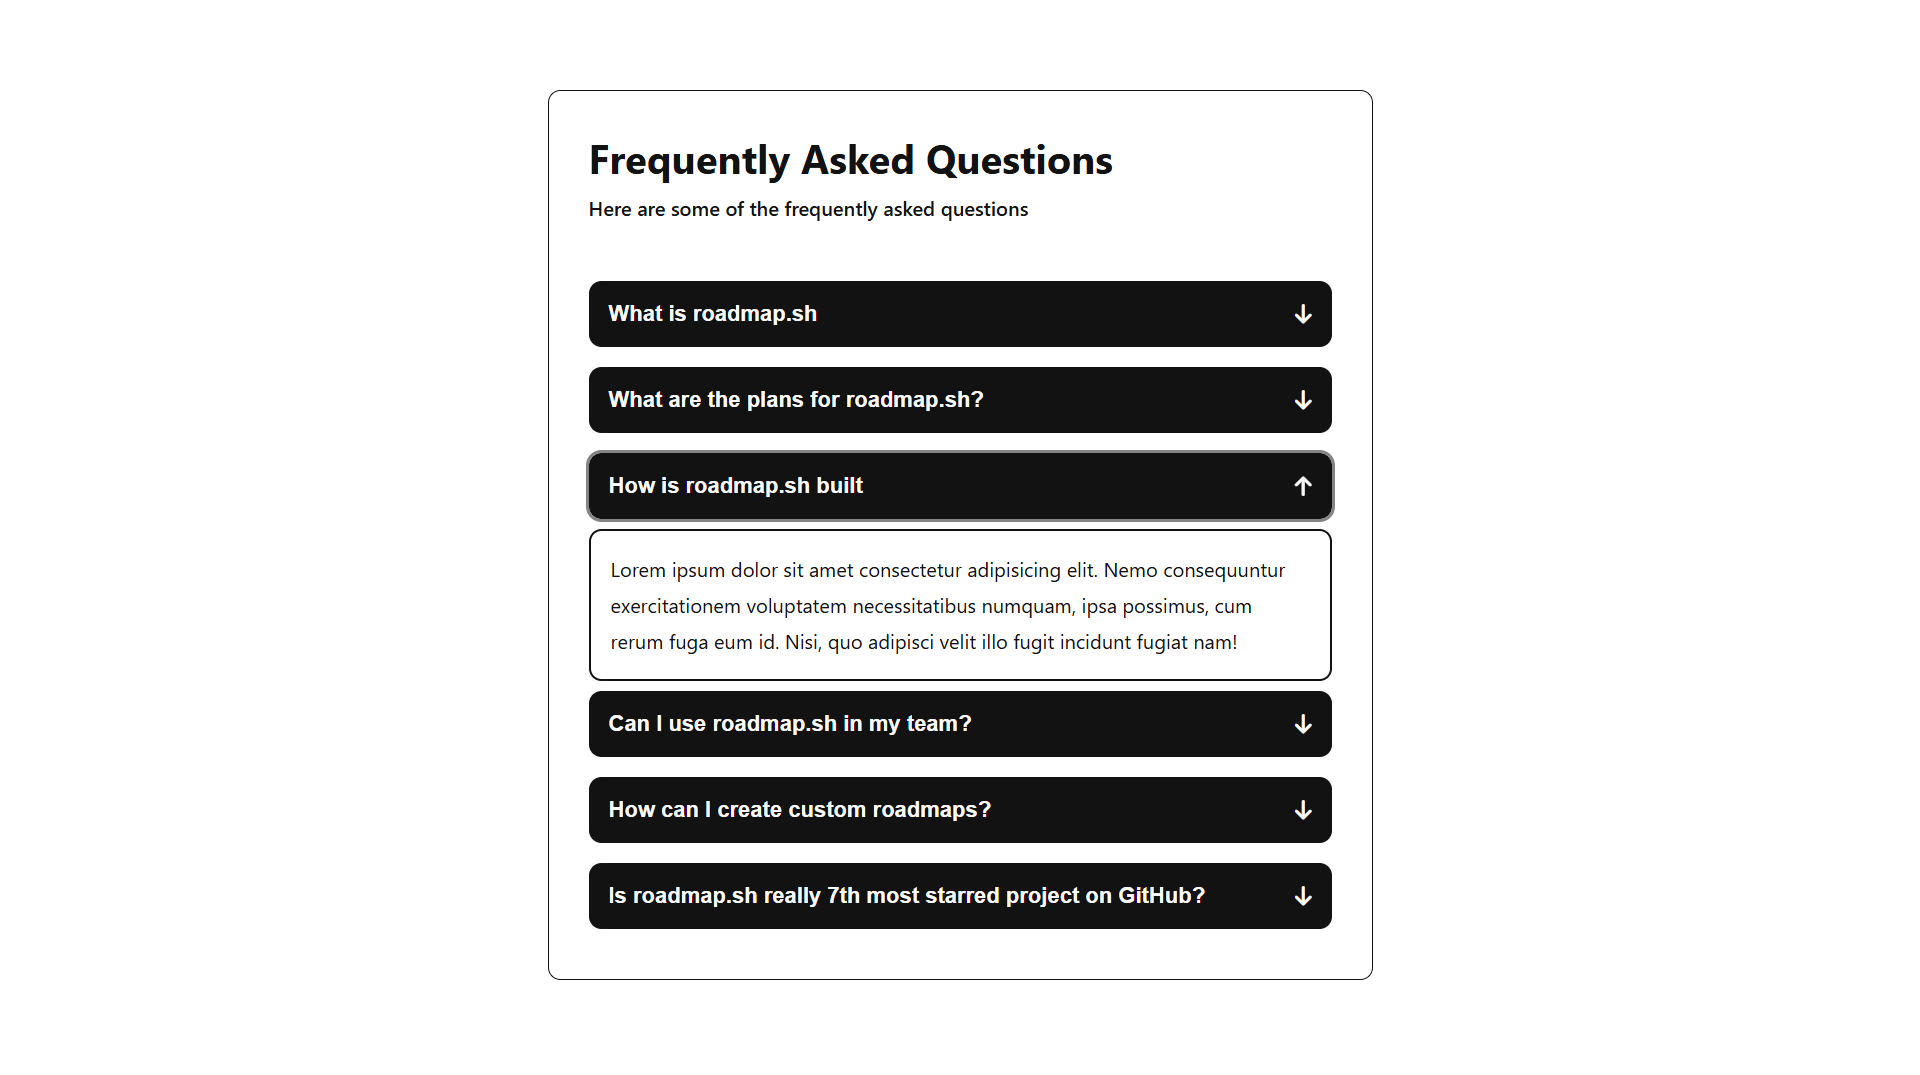 Frequently Asked Questions
Here are some of the frequently asked questions
What is roadmap.sh
What are the plans for roadmap.sh?
How is roadmap.sh built
Lorem ipsum dolor sit amet consectetur adipisicing elit. Nemo consequuntur
exercitationem voluptatem necessitatibus numquam, ipsa possimus, cum
rerum fuga eum id. Nisi, quo adipisci velit illo fugit incidunt fugiat nam!
Can I use roadmap.sh in my team?
How can I create custom roadmaps?
Is roadmap.sh really 7th most starred project on GitHub?